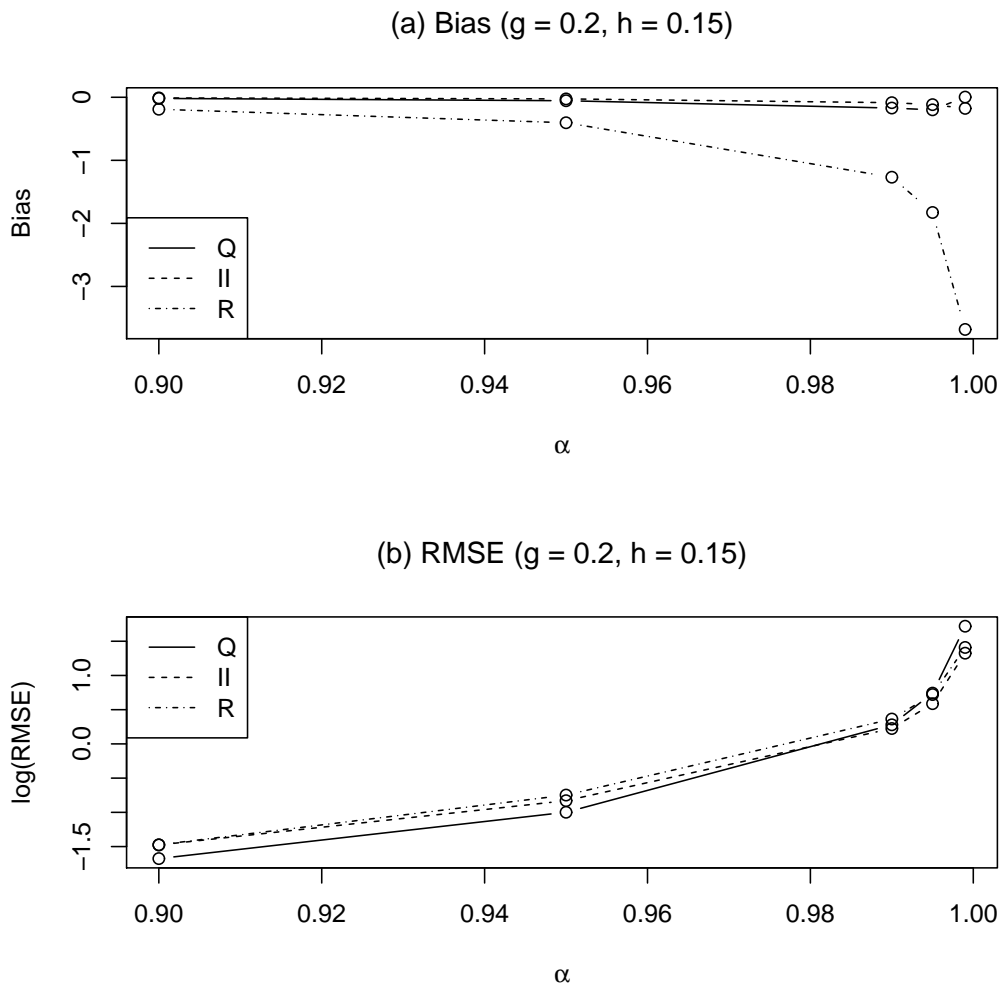 (a) Bias (g = 0.2, h = 0.15)
Bias
0
−1
−2
−3
Q
II
R
0.90
0.92
0.94
0.96
0.98
1.00
α
(b) RMSE (g = 0.2, h = 0.15)
log(RMSE)
1.0
0.0
−1.5
Q
II
R
0.90
0.92
0.94
0.96
0.98
1.00
α